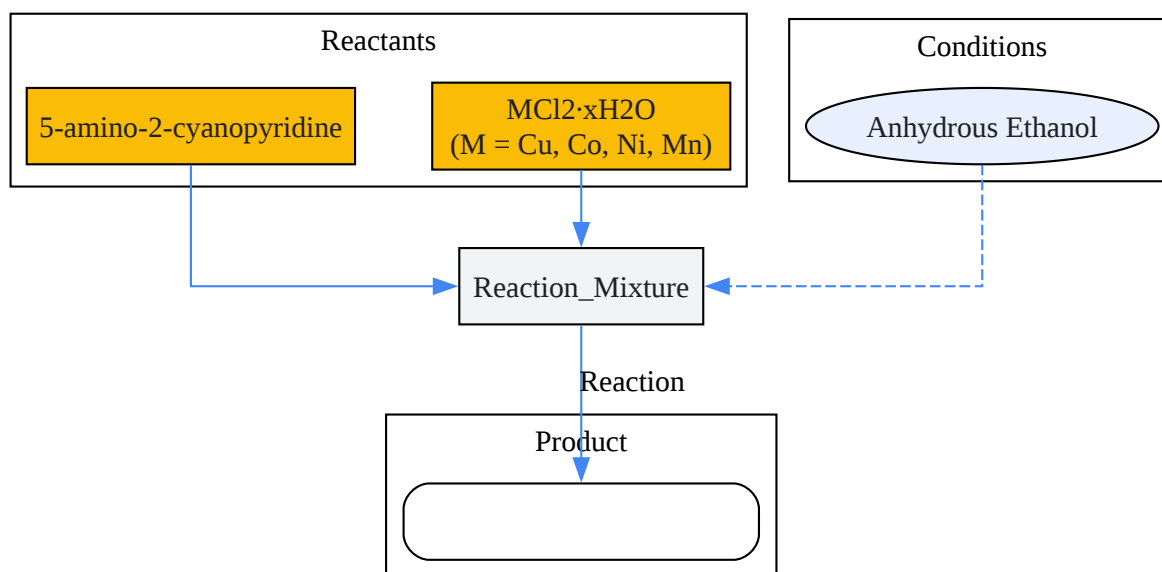 Reactants
Conditions
5-amino-2-cyanopyridine
MCl2·xH2O
(M = Cu, Co, Ni, Mn)
Anhydrous Ethanol
Reaction_Mixture
Reaction
Product